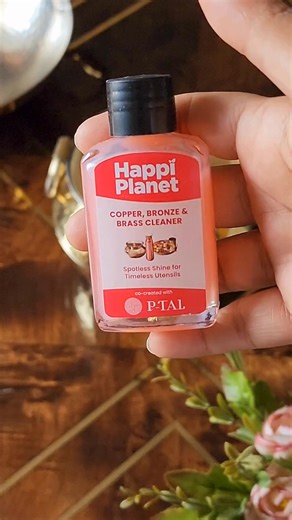 Happi
Planet
COPPER, BRONZE &
BRASS CLEANER
Spotless Shine for
Timeless Utensils
co-created with
P-TAL